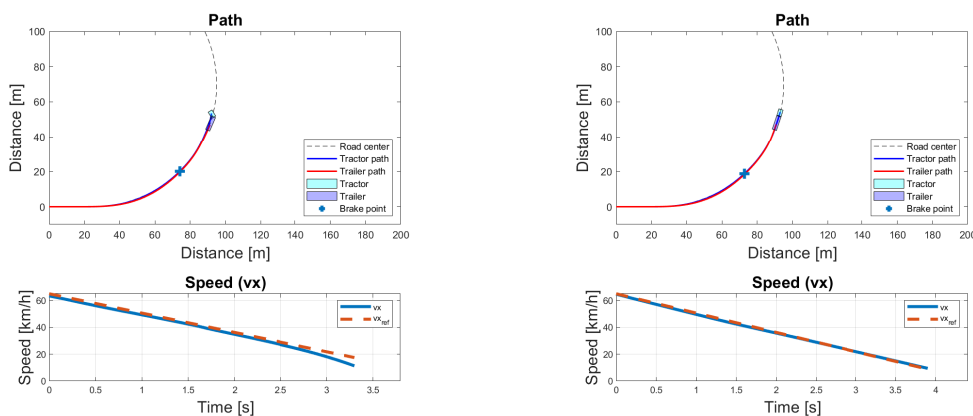 Path
Distance [m]
100
80
60
40
20
0
Road center
Tractor path
Trailer path
Tractor
Trailer
Brake point
0 20 40 60 80 100 120 140 160 180 200
Distance [m]
Speed (vx)
Speed [km/h]
60
40
20
0
vx
vx_ref
0 0.5 1 1.5 2 2.5 3 3.5
Time [s]
Path
Distance [m]
100
80
60
40
20
0
Road center
Tractor path
Trailer path
Tractor
Trailer
Brake point
0 20 40 60 80 100 120 140 160 180 200
Distance [m]
Speed (vx)
Speed [km/h]
60
40
20
0
vx
vx_ref
0 0.5 1 1.5 2 2.5 3 3.5 4
Time [s]